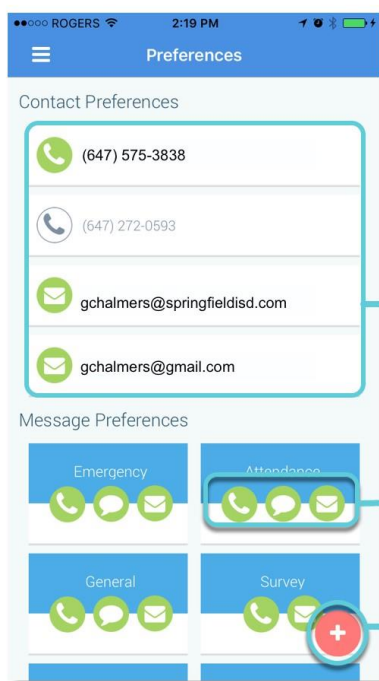 ROGERS 2:19 PM
Preferences
Contact Preferences
(647) 575-3838
(647) 272-0593
gchalmers@springfieldisd.com
gchalmers@gmail.com
Message Preferences
Emergency Attendance
General Survey
+